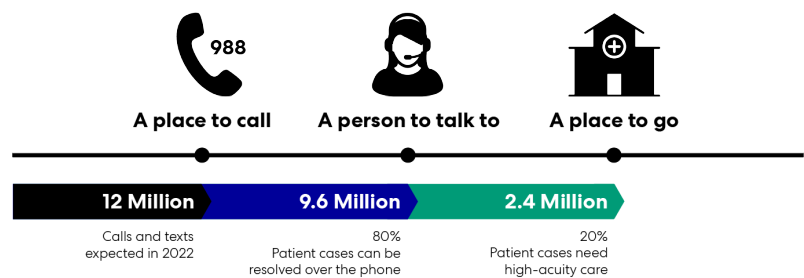 988
A place to call
A person to talk to
A place to go
12 Million
9.6 Million
2.4 Million
Calls and texts
expected in 2022
80%
Patient cases can be
resolved over the phone
20%
Patient cases need
high-acuity care